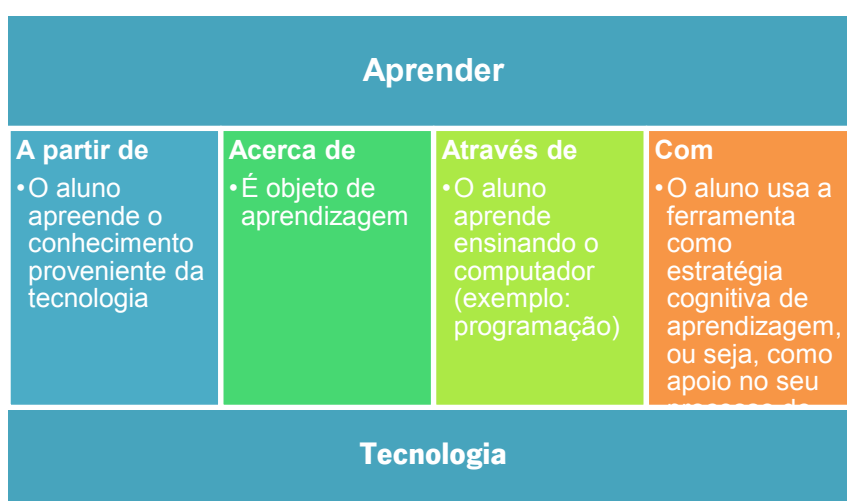 Aprender
A partir de
•O aluno
apreende o
conhecimento
proveniente da
tecnologia
Acerca de
•É objeto de
aprendizagem
Através de
•O aluno
aprende
ensinando o
computador
(exemplo:
programação)
Com
•O aluno usa a
ferramenta
como
estratégia
cognitiva de
aprendizagem,
ou seja, como
apoio no seu
Tecnologia